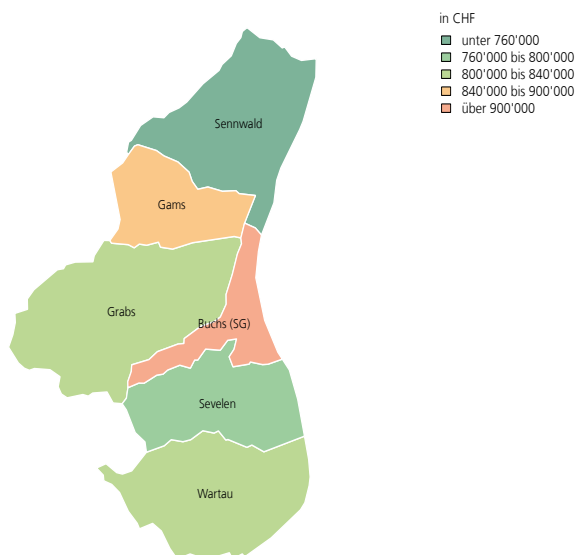 in CHF
unter 760'000
760'000 bis 800'000
800'000 bis 840'000
840'000 bis 900'000
über 900'000
Sennwald
Gams
Grabs
Buchs (SG)
Sevelen
Wartau